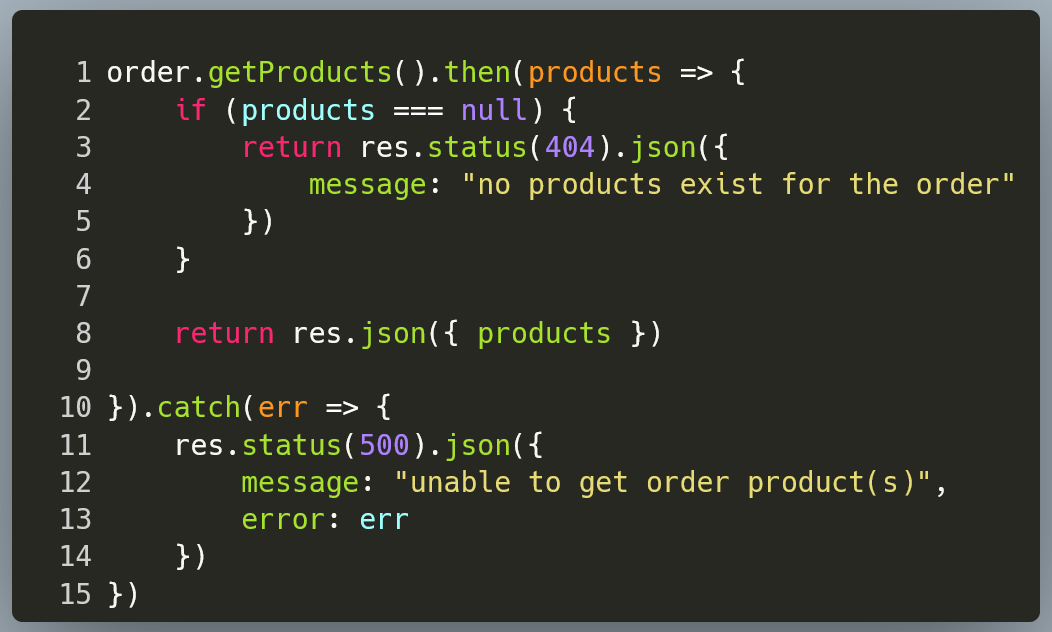 1 order.getProducts().then(products => {
2     if (products === null) {
3         return res.status(404).json({
4             message: "no products exist for the order"
5         })
6     }
7
8     return res.json({ products })
9
10 }).catch(err => {
11     res.status(500).json({
12         message: "unable to get order product(s)",
13         error: err
14     })
15 })